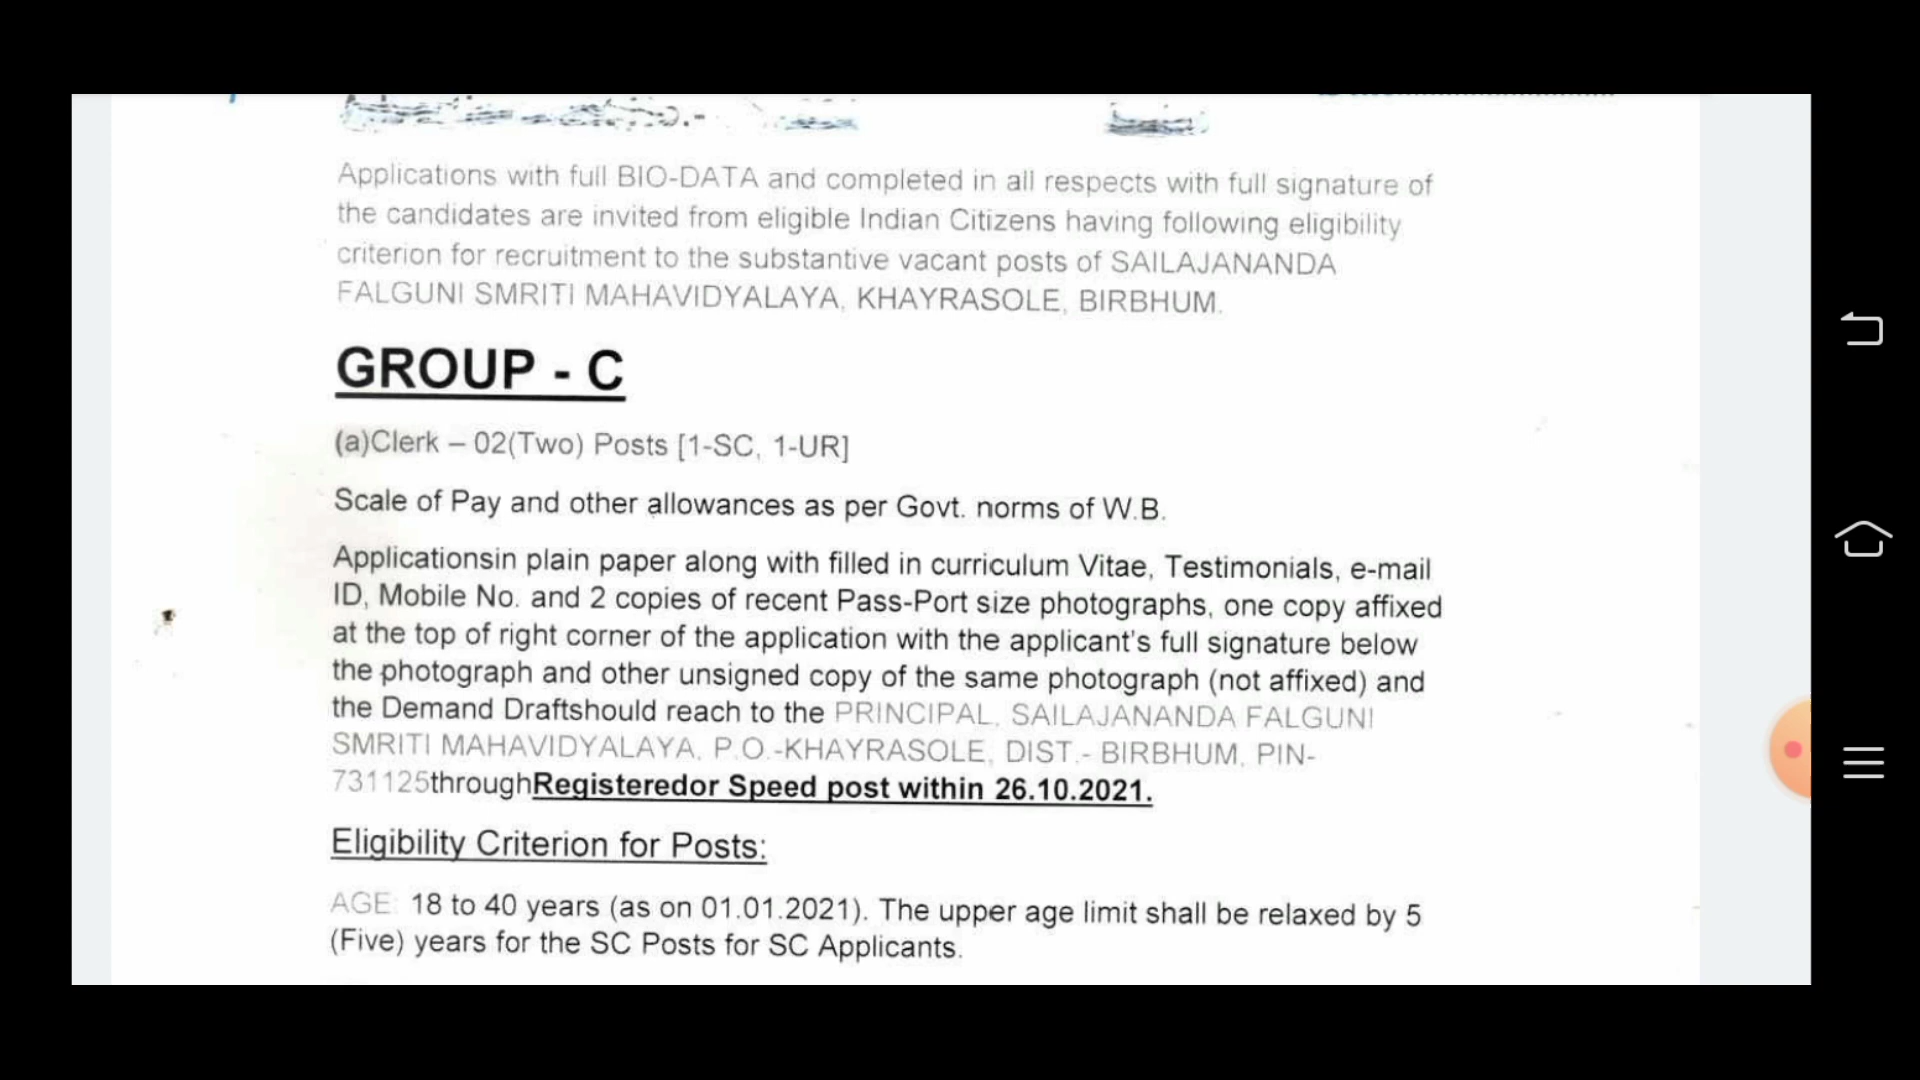 Applications with full BIO-DATA and completed in all respects with full signature of
the candidates are invited from eligible Indian Citizens having following eligibility
criterion for recruitment to the substantive vacant posts of SAILAJANANDA
FALGUNI SMRITI MAHAVIDYALAYA, KHAYRASOLE, BIRBHUM.
GROUP - C
(a)Clerk – 02(Two) Posts [1-SC, 1-UR]
Scale of Pay and other allowances as per Govt. norms of W.B.
Applicationsin plain paper along with filled in curriculum Vitae, Testimonials, e-mail
ID, Mobile No. and 2 copies of recent Pass-Port size photographs, one copy affixed
at the top of right corner of the application with the applicant's full signature below
the photograph and other unsigned copy of the same photograph (not affixed) and
the Demand Draftshould reach to the PRINCIPAL, SAILAJANANDA FALGUNI
SMRITI MAHAVIDYALAYA, P.O.-KHAYRASOLE, DIST.- BIRBHUM, PIN-
731125throughRegisteredor Speed post within 26.10.2021.
Eligibility Criterion for Posts:
AGE: 18 to 40 years (as on 01.01.2021). The upper age limit shall be relaxed by 5
(Five) years for the SC Posts for SC Applicants.